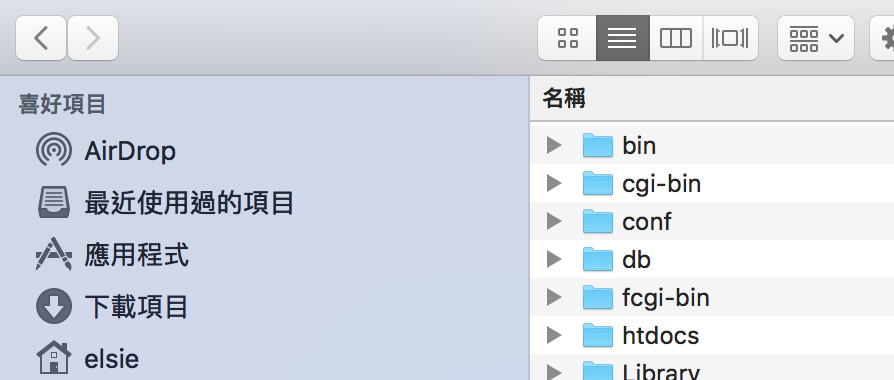 喜好項目
AirDrop
最近使用過的項目
應用程式
下載項目
elsie
名稱
bin
cgi-bin
conf
db
fcgi-bin
htdocs
Library